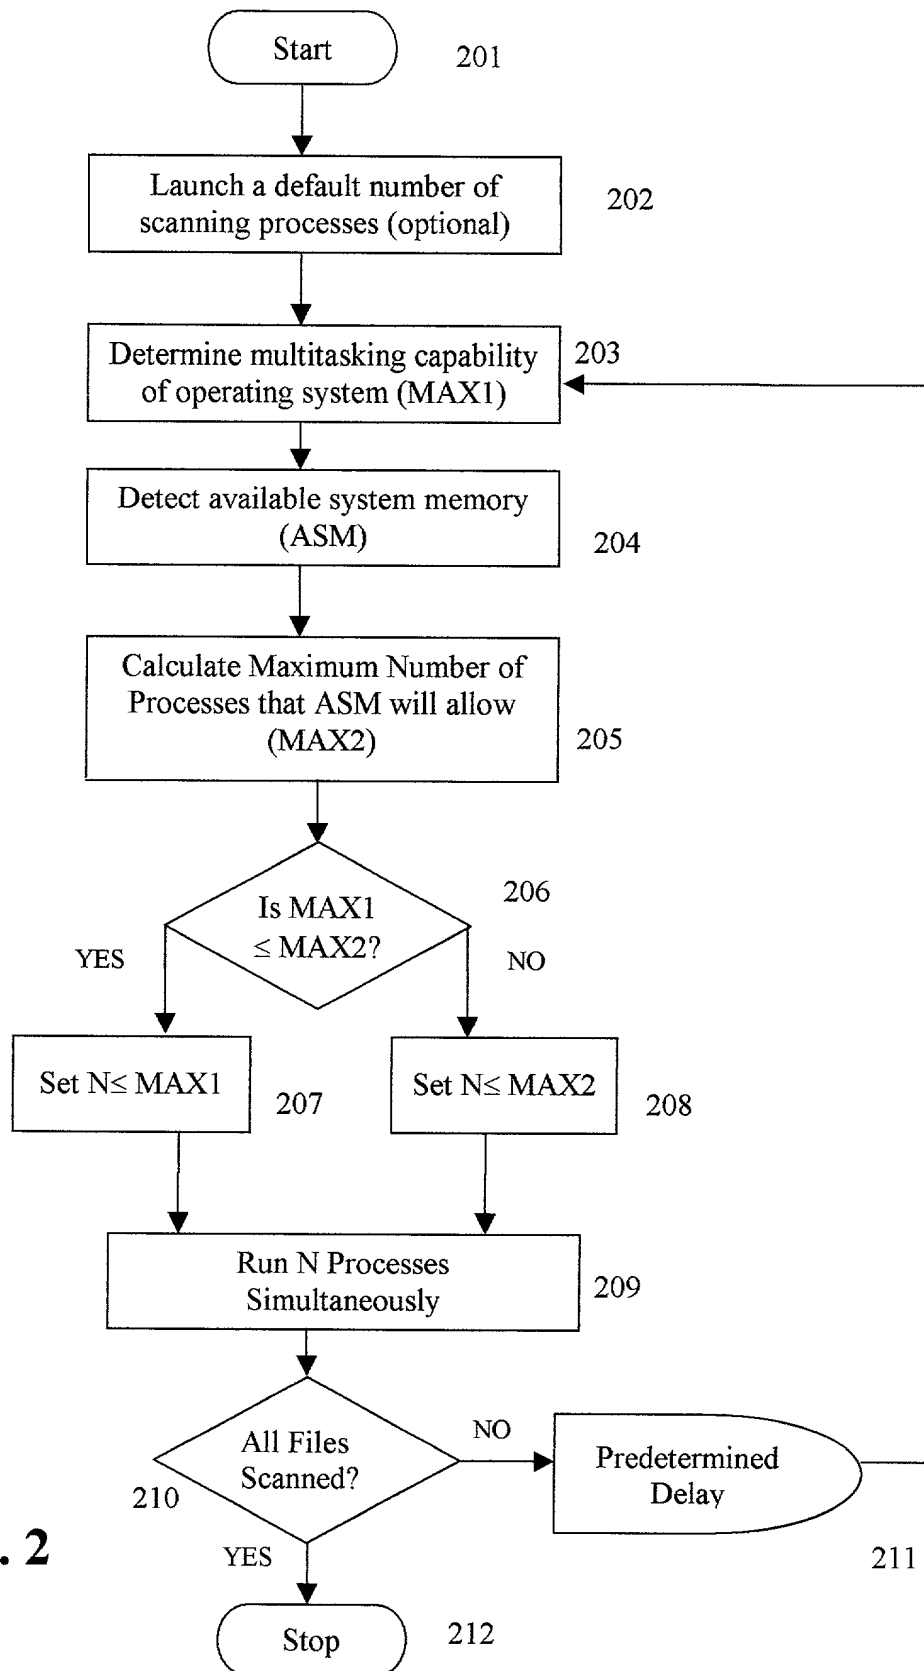 Start
201
Launch a default number of
scanning processes (optional)
202
Determine multitasking capability
of operating system (MAX1)
203
Detect available system memory
(ASM)
204
Calculate Maximum Number of
Processes that ASM will allow
(MAX2)
205
Is MAX1
≤ MAX2?
206
YES
NO
Set N≤ MAX1
207
Set N≤ MAX2
208
Run N Processes
Simultaneously
209
All Files
Scanned?
210
NO
Predetermined
Delay
211
. 2
YES
Stop
212